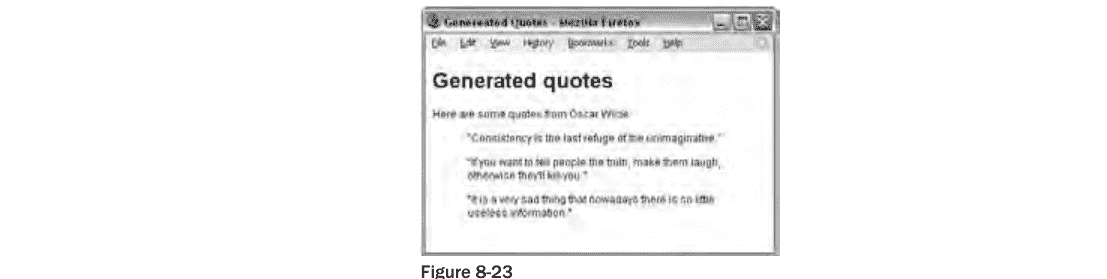 Genereated Quotes - Mozilla Firefox
File Edit View History Bookmarks Tools Help
Generated quotes
Here are some quotes from Oscar Wilde
"Consistency is the last refuge of the unimaginative."
"If you want to tell people the truth, make them laugh,
otherwise they'll kill you."
"It is a very sad thing that nowadays there is so little
useless information."
Figure 8-23